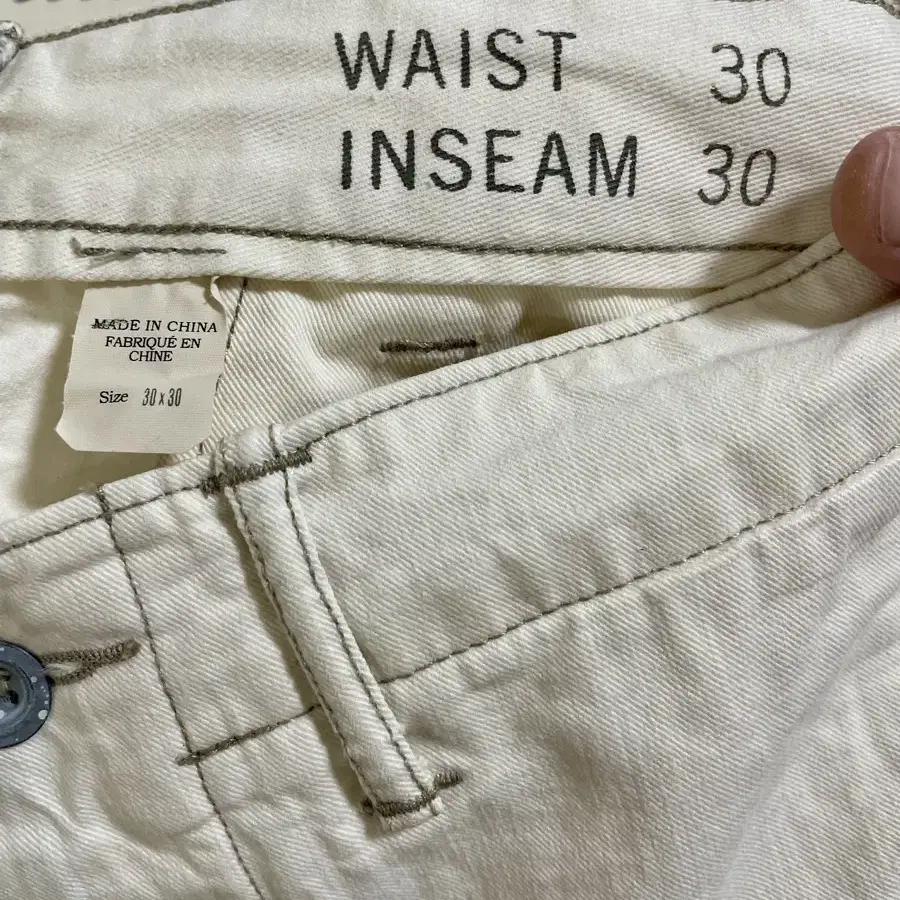 WAIST 30
INSEAM 30
MADE IN CHINA
FABRIQUÉ EN
CHINE
Size 30 x 30